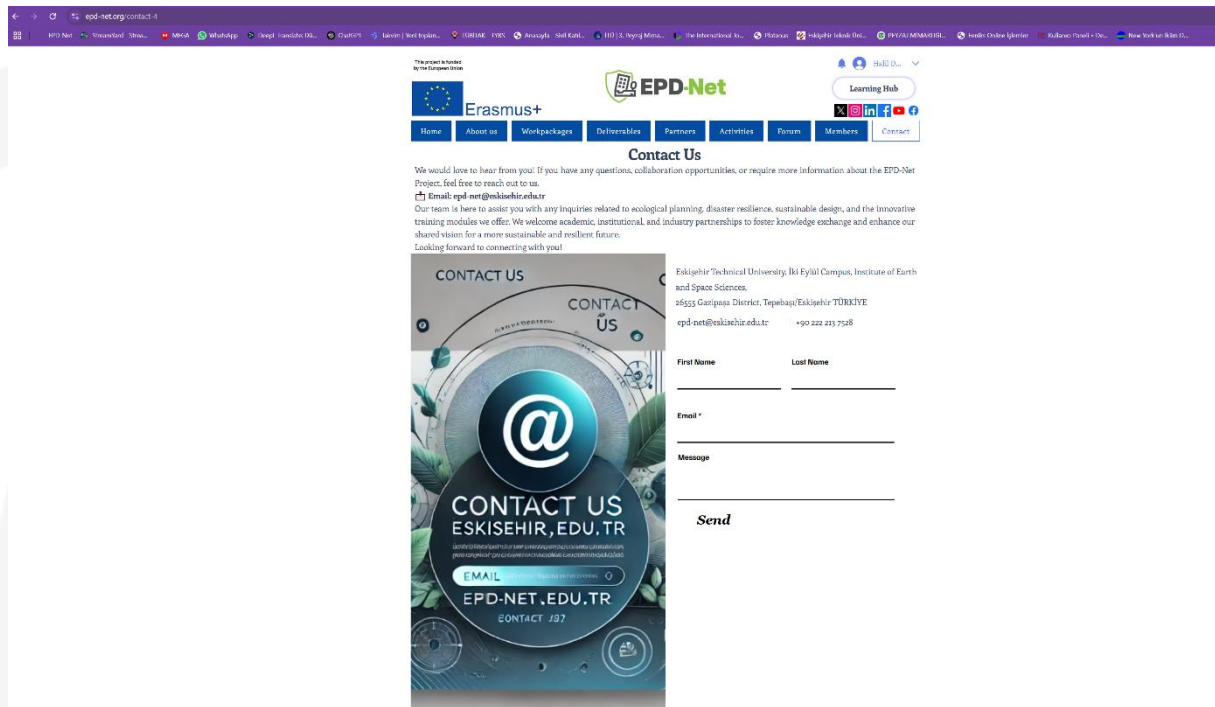 epd-net.org/contact-4
EPD Net
WhatsApp
ChatGPT
This project is funded
by the European Union
Erasmus+
EPD-Net
Halil D...
Learning Hub
Home About us Workpackages Deliverables Partners Activities Forum Members Contact
Contact Us
We would love to hear from you! If you have any questions, collaboration opportunities, or require more information about the EPD-Net
Project, feel free to reach out to us.
Email: epd-net@eskisehir.edu.tr
Our team is here to assist you with any inquiries related to ecological planning, disaster resilience, sustainable design, and the innovative
training modules we offer. We welcome academic, institutional, and industry partnerships to foster knowledge exchange and enhance our
shared vision for a more sustainable and resilient future.
Looking forward to connecting with you!
CONTACT US
CONTACT
US
@
CONTACT US
ESKISEHIR,EDU.TR
EMAIL
EPD-NET.EDU.TR
Eskişehir Technical University, İki Eylül Campus, Institute of Earth
and Space Sciences,
26555 Gazipaşa District, Tepebaşı/Eskişehir TÜRKİYE
epd-net@eskisehir.edu.tr +90 222 213 7528
First Name Last Name
Email *
Message
Send